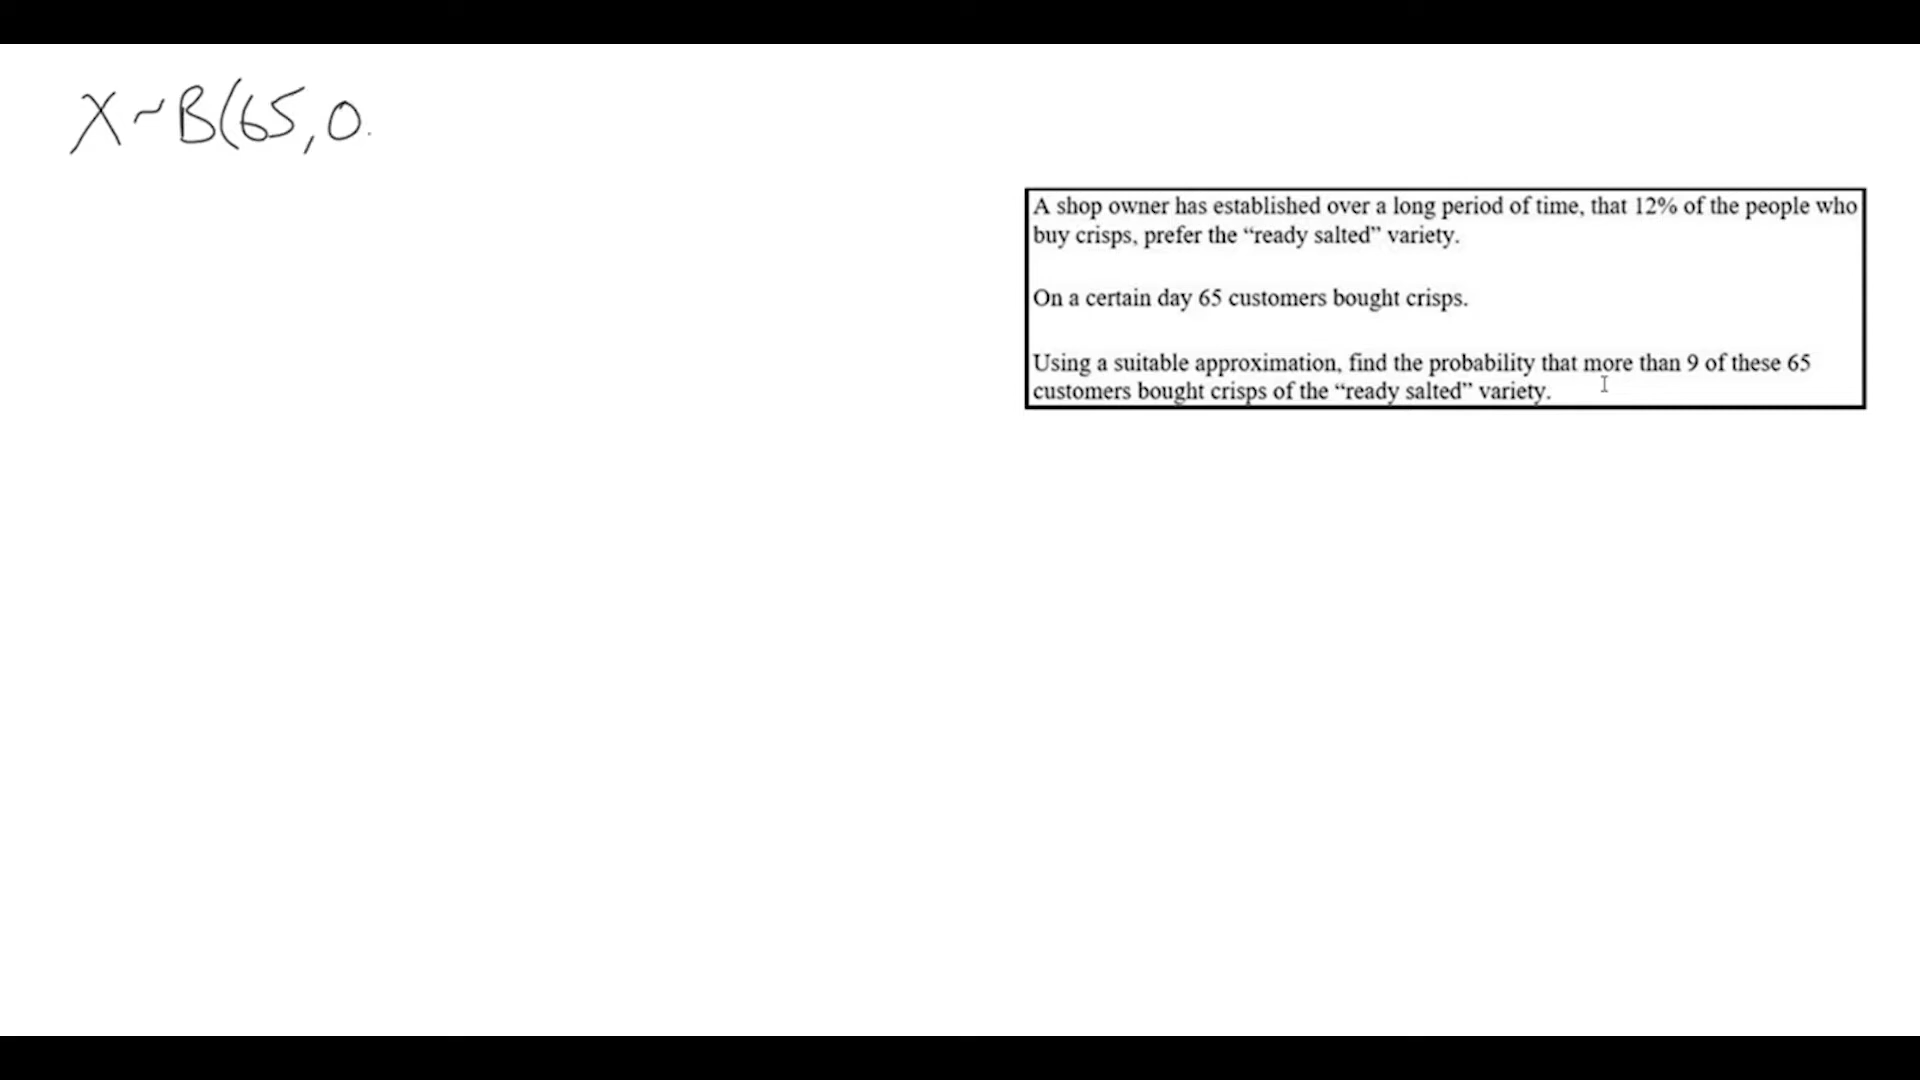 X~B(65,0.
A shop owner has established over a long period of time, that 12% of the people who
buy crisps, prefer the “ready salted” variety.
On a certain day 65 customers bought crisps.
Using a suitable approximation, find the probability that more than 9 of these 65
customers bought crisps of the “ready salted” variety.